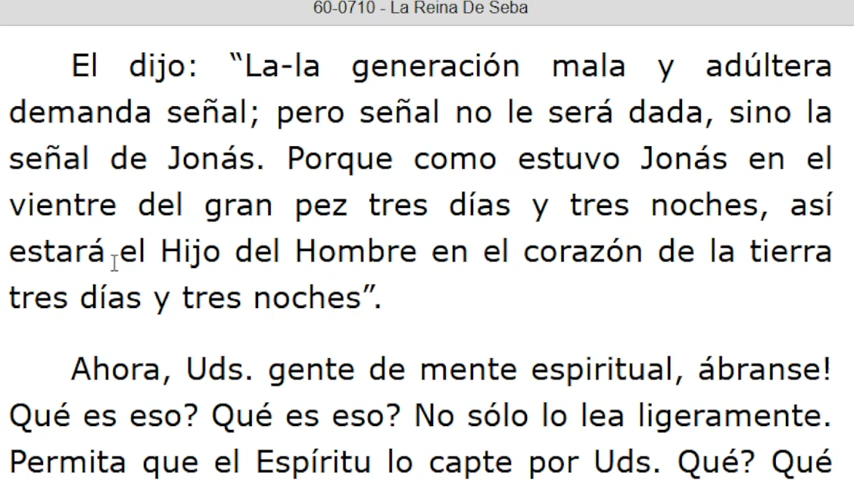 60-0710 - La Reina De Seba
El dijo: “La-la generación mala y adúltera
demanda señal; pero señal no le será dada, sino la
señal de Jonás. Porque como estuvo Jonás en el
vientre del gran pez tres días y tres noches, así
estará el Hijo del Hombre en el corazón de la tierra
tres días y tres noches”.
Ahora, Uds. gente de mente espiritual, ábranse!
Qué es eso? Qué es eso? No sólo lo lea ligeramente.
Permita que el Espíritu lo capte por Uds. Qué? Qué